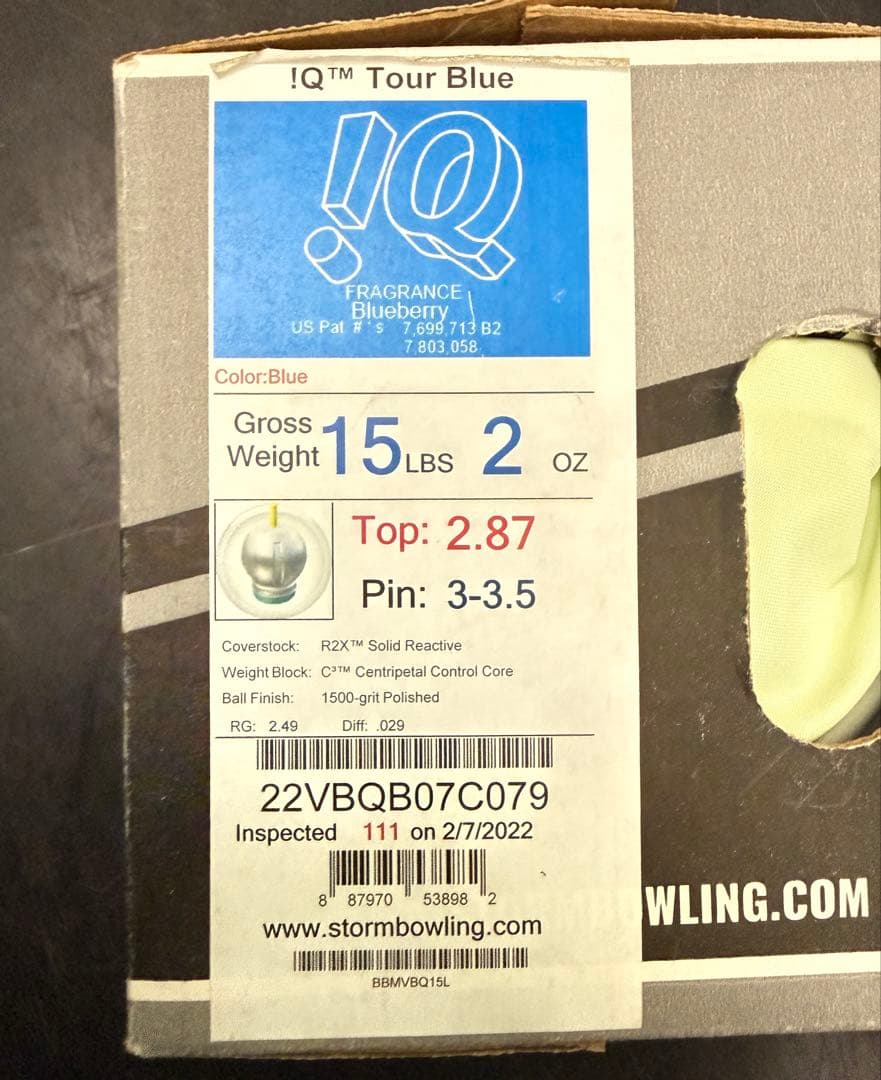 !Q™ Tour Blue
!Q
FRAGRANCE
Blueberry
US Pat #'s 7,699,713 B2
7 803,058
Color:Blue
Gross Weight 15 LBS 2 OZ
Top: 2.87
Pin: 3-3.5
Coverstock: R2X™ Solid Reactive
Weight Block: C³™ Centripetal Control Core
Ball Finish: 1500-grit Polished
RG: 2.49 Diff: .029
22VBQB07C079
Inspected 111 on 2/7/2022
8 87970 53898 2
www.stormbowling.com
BBMVBQ15L
WLING.COM